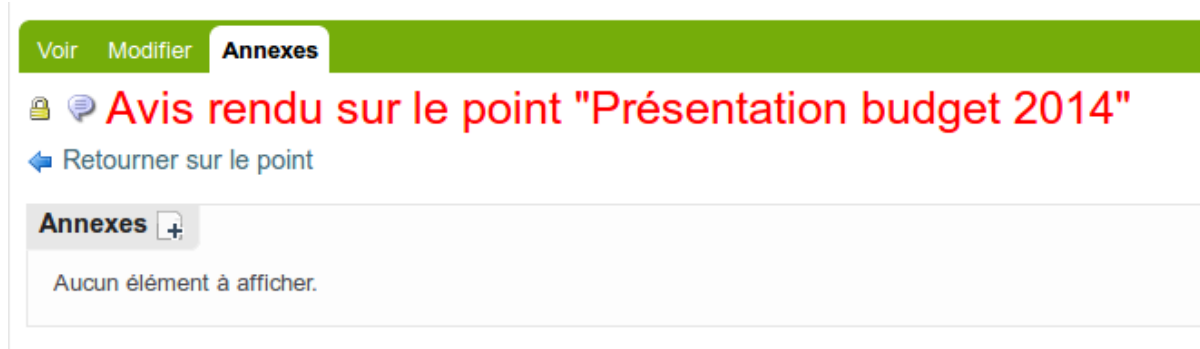 Voir Modifier Annexes
Avis rendu sur le point "Présentation budget 2014"
Retourner sur le point
Annexes
Aucun élément à afficher.